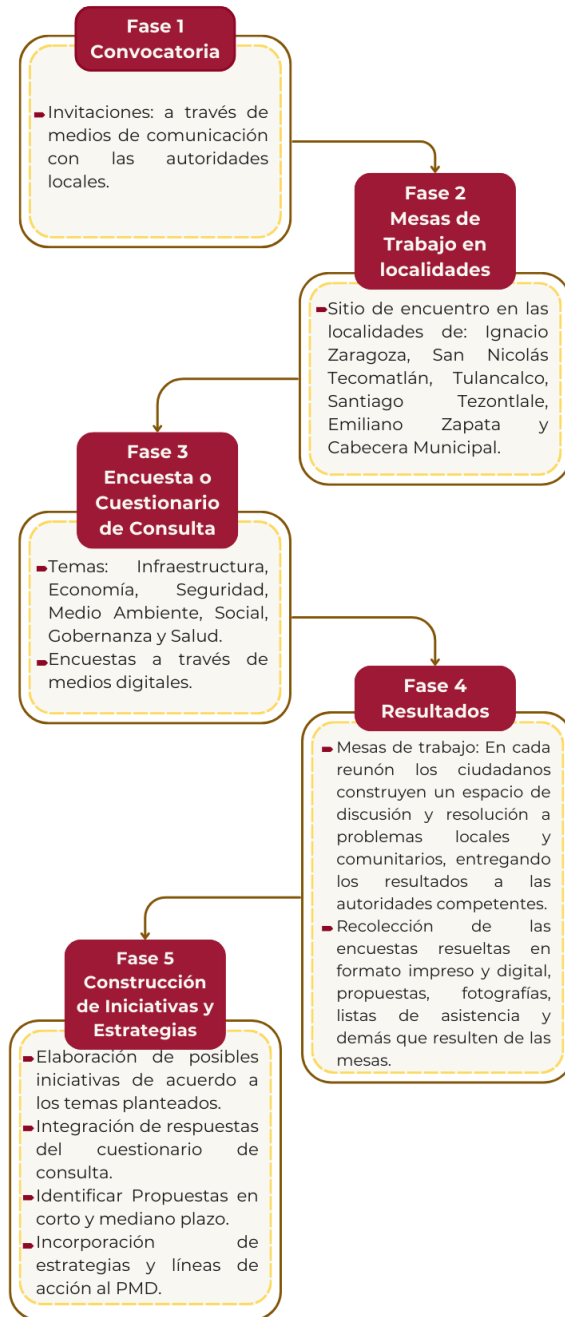 Fase 1
Convocatoria
Invitaciones: a través de
medios de comunicación
con las autoridades
locales.
Fase 2
Mesas de
Trabajo en
localidades
Sitio de encuentro en las
localidades de: Ignacio
Zaragoza, San Nicolás
Tecomatlán, Tulancalco,
Santiago Tezontlale,
Emiliano Zapata y
Cabecera Municipal.
Fase 3
Encuesta o
Cuestionario
de Consulta
Temas: Infraestructura,
Economía, Seguridad,
Medio Ambiente, Social,
Gobernanza y Salud.
Encuestas a través de
medios digitales.
Fase 4
Resultados
Mesas de trabajo: En cada
reunón los ciudadanos
construyen un espacio de
discusión y resolución a
problemas locales y
comunitarios, entregando
los resultados a las
autoridades competentes.
Recolección de las
encuestas resueltas en
formato impreso y digital,
propuestas, fotografías,
listas de asistencia y
demás que resulten de las
mesas.
Fase 5
Construcción
de Iniciativas y
Estrategias
Elaboración de posibles
iniciativas de acuerdo a
los temas planteados.
Integración de respuestas
del cuestionario de
consulta.
Identificar Propuestas en
corto y mediano plazo.
Incorporación de
estrategias y líneas de
acción al PMD.